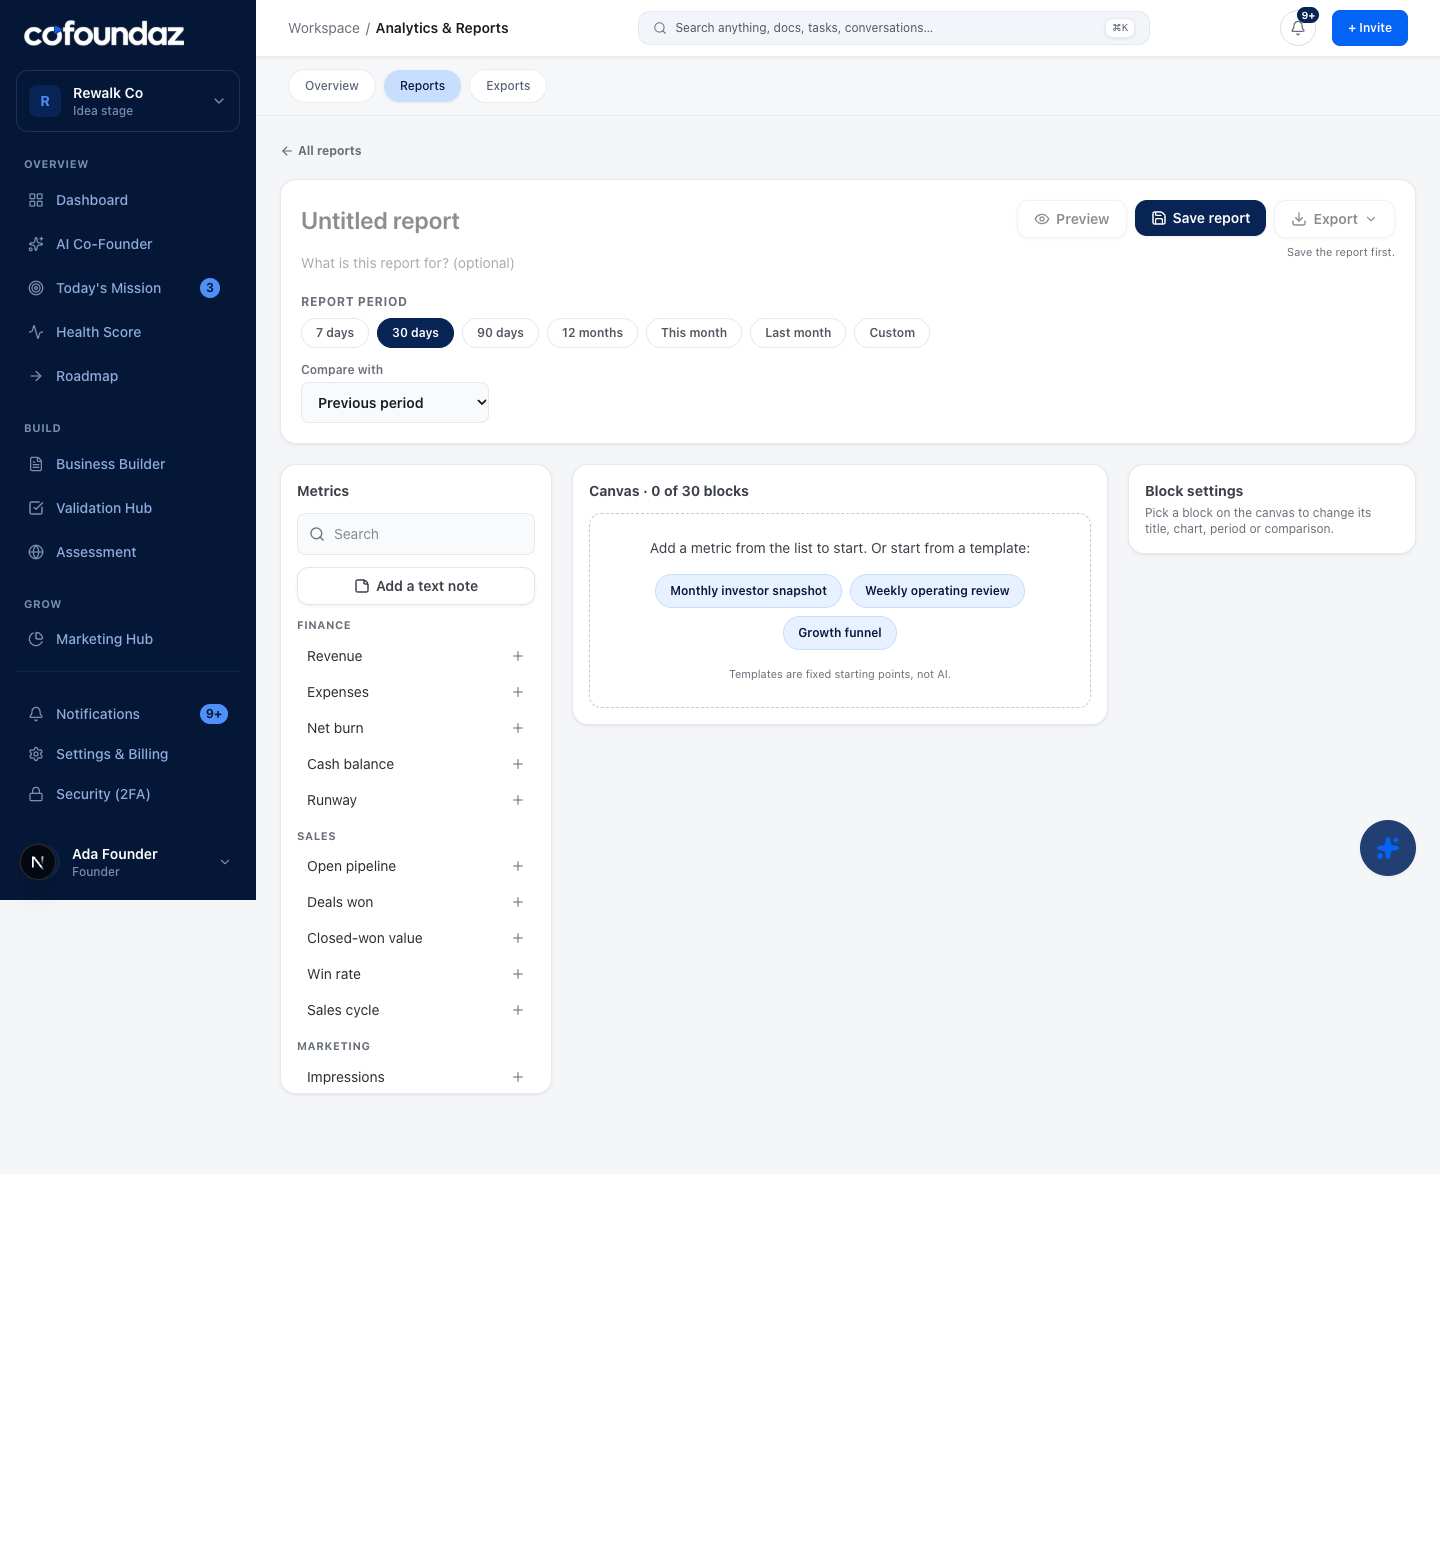 cofoundaz
R
Rewalk Co
Idea stage
OVERVIEW
Dashboard
AI Co-Founder
Today's Mission 3
Health Score
Roadmap
BUILD
Business Builder
Validation Hub
Assessment
GROW
Marketing Hub
Notifications 9+
Settings & Billing
Security (2FA)
N
Ada Founder
Founder
Workspace / Analytics & Reports
Search anything, docs, tasks, conversations...
⌘K
9+
+ Invite
Overview
Reports
Exports
← All reports
Untitled report
Preview
Save report
Export
Save the report first.
What is this report for? (optional)
REPORT PERIOD
7 days
30 days
90 days
12 months
This month
Last month
Custom
Compare with
Previous period
Metrics
Search
Add a text note
FINANCE
Revenue +
Expenses +
Net burn +
Cash balance +
Runway +
SALES
Open pipeline +
Deals won +
Closed-won value +
Win rate +
Sales cycle +
MARKETING
Impressions +
Canvas · 0 of 30 blocks
Add a metric from the list to start. Or start from a template:
Monthly investor snapshot
Weekly operating review
Growth funnel
Templates are fixed starting points, not AI.
Block settings
Pick a block on the canvas to change its
title, chart, period or comparison.